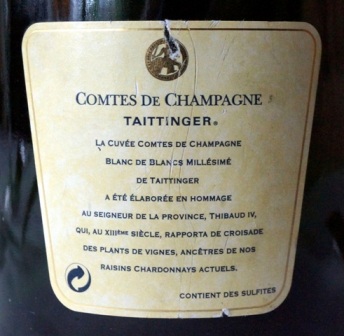 COMTES DE CHAMPAGNE
TAITTINGER®
LA CUVÉE COMTES DE CHAMPAGNE
BLANC DE BLANCS MILLÉSIMÉ
DE TAITTINGER
A ÉTÉ ÉLABORÉE EN HOMMAGE
AU SEIGNEUR DE LA PROVINCE, THIBAUD IV,
QUI, AU XIIIÈME SIÈCLE, RAPPORTA DE CROISADE
DES PLANTS DE VIGNES, ANCÊTRES DE NOS
RAISINS CHARDONNAYS ACTUELS.
CONTIENT DES SULFITES